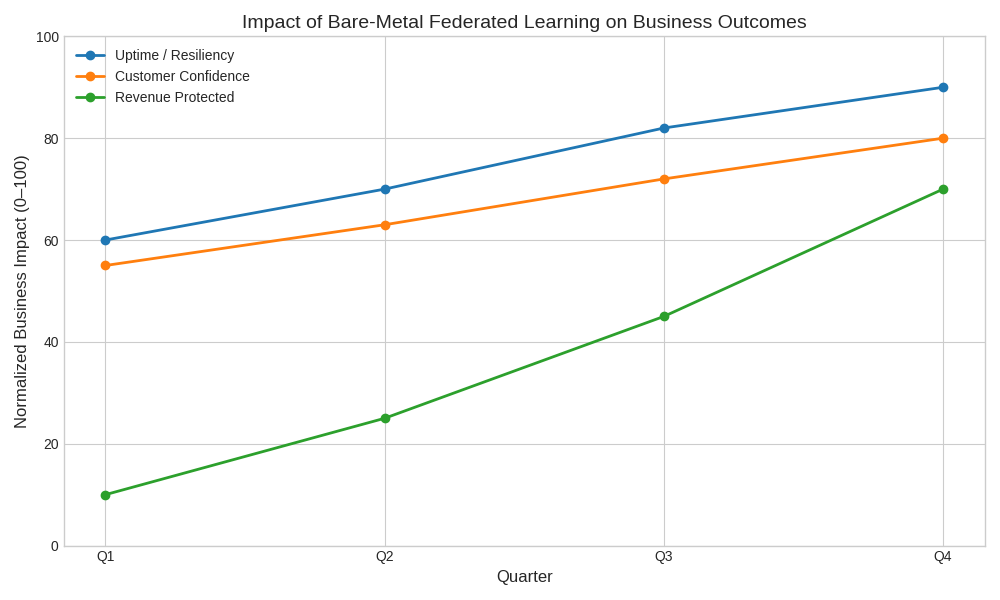 Impact of Bare-Metal Federated Learning on Business Outcomes
Uptime / Resiliency
Customer Confidence
Revenue Protected
Normalized Business Impact (0–100)
100
80
60
40
20
0
Q1 Q2 Q3 Q4
Quarter